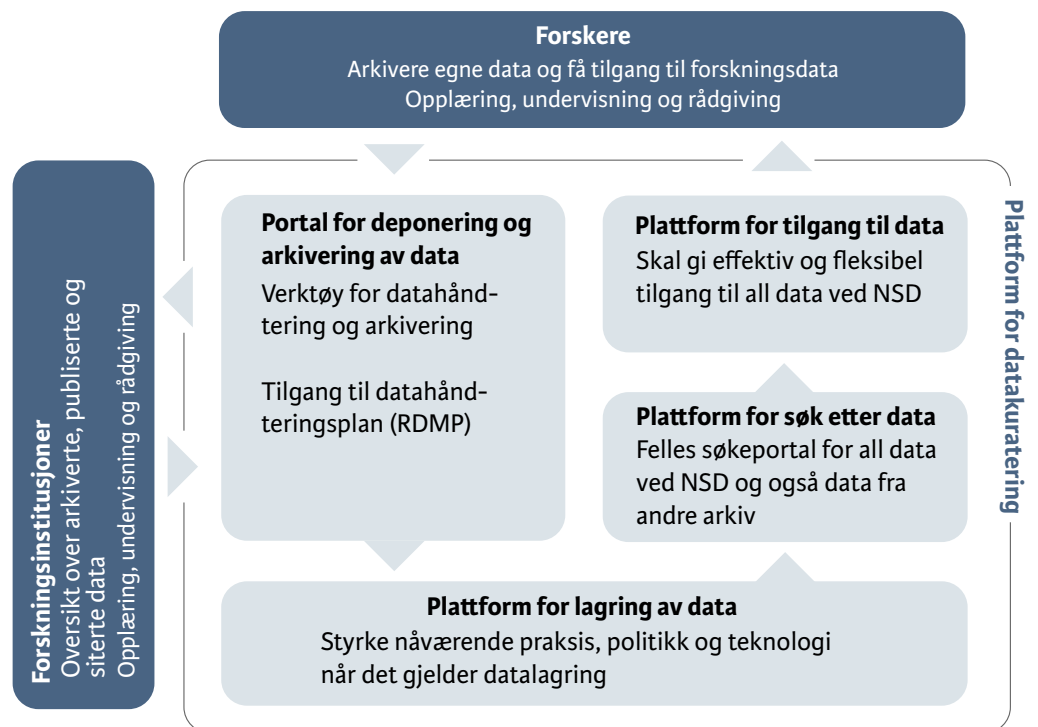 Forskere
Arkivere egne data og få tilgang til forskningsdata
Opplæring, undervisning og rådgiving
Forskningsinstitusjoner
Oversikt over arkiverte, publiserte og
siterte data
Opplæring, undervisning og rådgiving
Portal for deponering og
arkivering av data
Verktøy for datahånd-
tering og arkivering
Tilgang til datahånd-
teringsplan (RDMP)
Plattform for tilgang til data
Skal gi effektiv og fleksibel
tilgang til all data ved NSD
Plattform for søk etter data
Felles søkeportal for all data
ved NSD og også data fra
andre arkiv
Plattform for lagring av data
Styrke nåværende praksis, politikk og teknologi
når det gjelder datalagring
Plattform for datakuratering